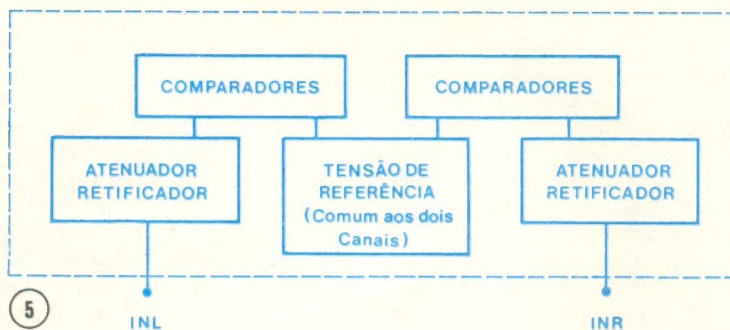 COMPARADORES
COMPARADORES
ATENUADOR
RETIFICADOR
TENSÃO DE
REFERÊNCIA
(Comum aos dois
Canais)
ATENUADOR
RETIFICADOR
5
INL
INR